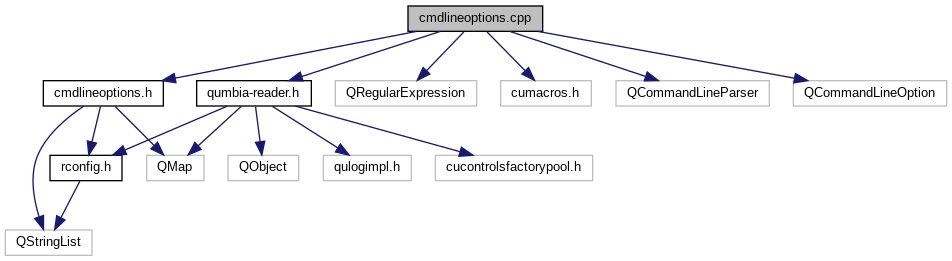 cmdlineoptions.cpp
cmdlineoptions.h
qumbia-reader.h
QRegularExpression
cumacros.h
QCommandLineParser
QCommandLineOption
rconfig.h
QMap
QObject
qulogimpl.h
cucontrolsfactorypool.h
QStringList